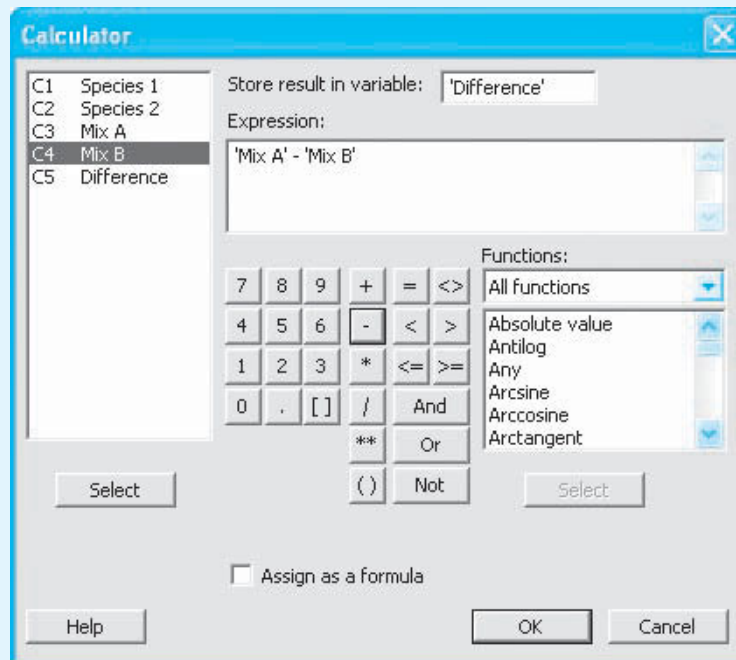 Calculator
C1 Species 1
C2 Species 2
C3 Mix A
C4 Mix B
C5 Difference
Select
Store result in variable: 'Difference'
Expression:
'Mix A' - 'Mix B'
7 8 9 + = <>
4 5 6 - < >
1 2 3 * <= >=
0 . [ ] / And
** Or
( ) Not
Functions:
All functions
Absolute value
Antilog
Any
Arcsine
Arccosine
Arctangent
Select
Assign as a formula
Help OK Cancel